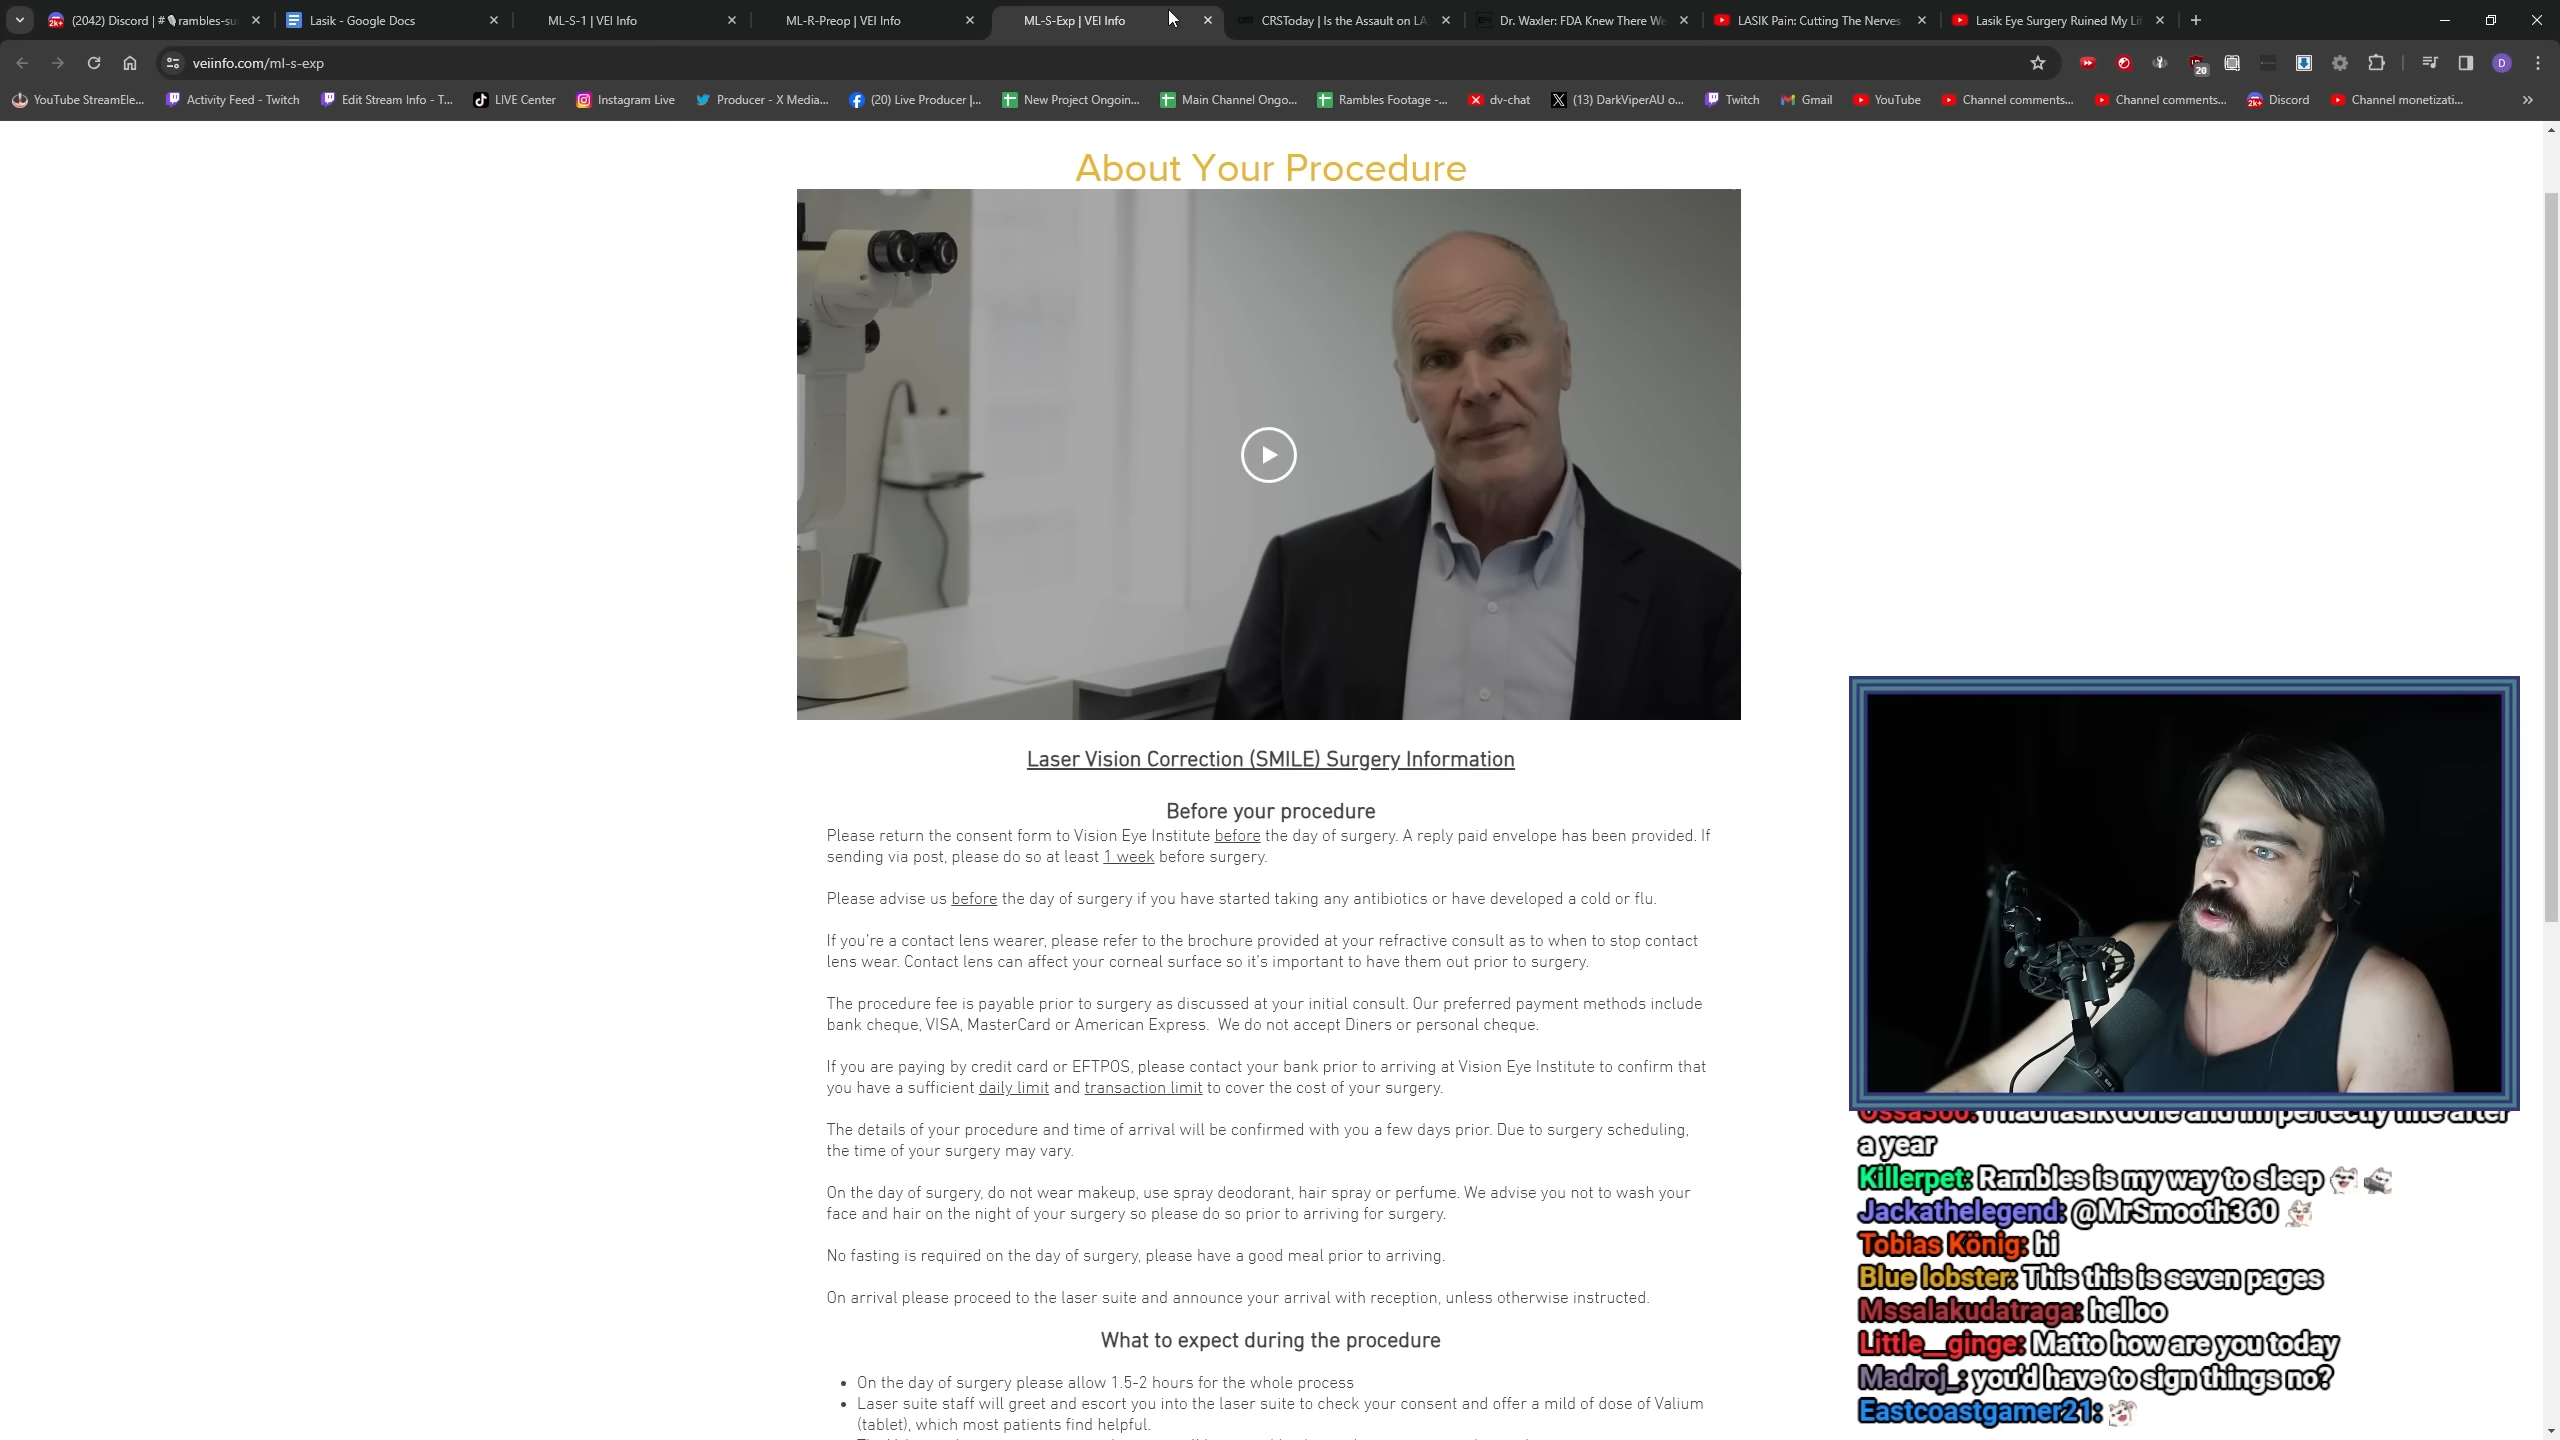 (2042) Discord | # rambles-su
Lasik - Google Docs
ML-S-1 | VEI Info
ML-R-Preop | VEI Info
ML-S-Exp | VEI Info
CRSToday | Is the Assault on LA
Dr. Waxler: FDA Knew There We
LASIK Pain: Cutting The Nerves
Lasik Eye Surgery Ruined My Li
veiinfo.com/ml-s-exp
20
D
YouTube StreamEle...
Activity Feed - Twitch
Edit Stream Info - T...
LIVE Center
Instagram Live
Producer - X Media...
(20) Live Producer |...
New Project Ongoin...
Main Channel Ongo...
Rambles Footage -...
dv-chat
(13) DarkViperAU o...
Twitch
Gmail
YouTube
Channel comments...
Channel comments...
Discord
Channel monetizati...
About Your Procedure
Laser Vision Correction (SMILE) Surgery Information
Before your procedure
Please return the consent form to Vision Eye Institute before the day of surgery. A reply paid envelope has been provided. If
sending via post, please do so at least 1 week before surgery.
Please advise us before the day of surgery if you have started taking any antibiotics or have developed a cold or flu.
If you're a contact lens wearer, please refer to the brochure provided at your refractive consult as to when to stop contact
lens wear. Contact lens can affect your corneal surface so it's important to have them out prior to surgery.
The procedure fee is payable prior to surgery as discussed at your initial consult. Our preferred payment methods include
bank cheque, VISA, MasterCard or American Express.  We do not accept Diners or personal cheque.
If you are paying by credit card or EFTPOS, please contact your bank prior to arriving at Vision Eye Institute to confirm that
you have a sufficient daily limit and transaction limit to cover the cost of your surgery.
The details of your procedure and time of arrival will be confirmed with you a few days prior. Due to surgery scheduling,
the time of your surgery may vary.
On the day of surgery, do not wear makeup, use spray deodorant, hair spray or perfume. We advise you not to wash your
face and hair on the night of your surgery so please do so prior to arriving for surgery.
No fasting is required on the day of surgery, please have a good meal prior to arriving.
On arrival please proceed to the laser suite and announce your arrival with reception, unless otherwise instructed.
What to expect during the procedure
• On the day of surgery please allow 1.5-2 hours for the whole process
• Laser suite staff will greet and escort you into the laser suite to check your consent and offer a mild of dose of Valium
(tablet), which most patients find helpful.
I had lasik done and im perfectly fine after
a year
Killerpet: Rambles is my way to sleep
Jackathelegend: @MrSmooth360
Tobias König: hi
Blue lobster: This this is seven pages
Mssalakudatraga: helloo
Little__ginge: Matto how are you today
Madroj_: you'd have to sign things no?
Eastcoastgamer21: